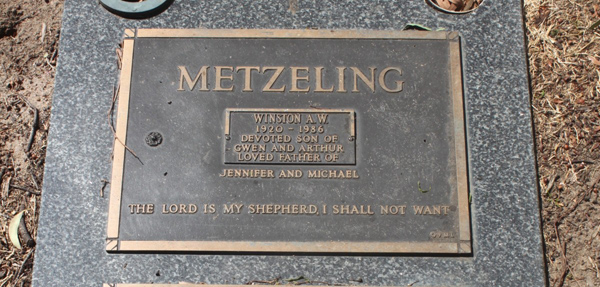 METZELING
WINSTON A.W.
1920 - 1986
DEVOTED SON OF
GWEN AND ARTHUR
LOVED FATHER OF
JENNIFER AND MICHAEL
THE LORD IS MY SHEPHERD, I SHALL NOT WANT